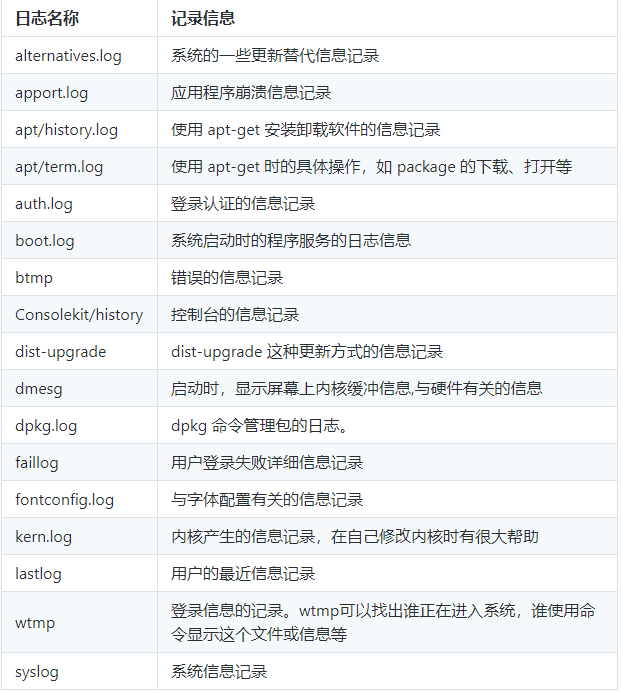 日志名称 记录信息
alternatives.log 系统的一些更新替代信息记录
apport.log 应用程序崩溃信息记录
apt/history.log 使用 apt-get 安装卸载软件的信息记录
apt/term.log 使用 apt-get 时的具体操作，如 package 的下载、打开等
auth.log 登录认证的信息记录
boot.log 系统启动时的程序服务的日志信息
btmp 错误的信息记录
Consolekit/history 控制台的信息记录
dist-upgrade dist-upgrade 这种更新方式的信息记录
dmesg 启动时，显示屏幕上内核缓冲信息,与硬件有关的信息
dpkg.log dpkg 命令管理包的日志。
faillog 用户登录失败详细信息记录
fontconfig.log 与字体配置有关的信息记录
kern.log 内核产生的信息记录，在自己修改内核时有很大帮助
lastlog 用户的最近信息记录
wtmp 登录信息的记录。wtmp可以找出谁正在进入系统，谁使用命
令显示这个文件或信息等
syslog 系统信息记录